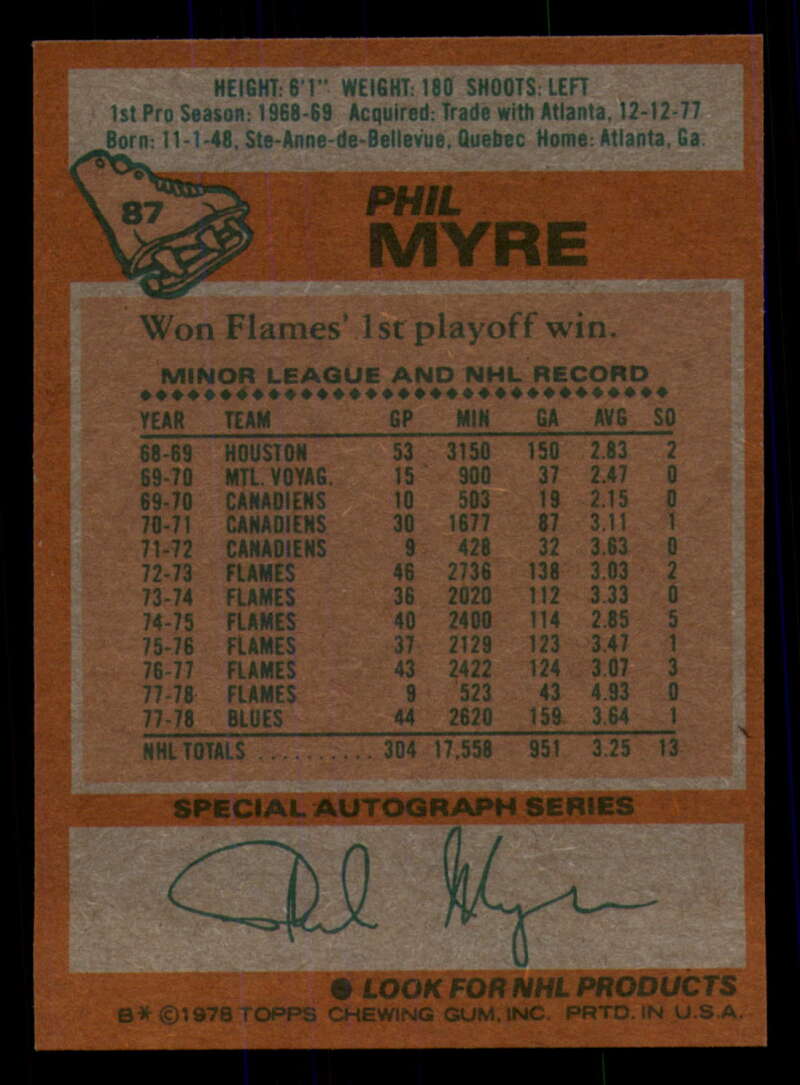 HEIGHT: 6'1" WEIGHT: 180 SHOOTS: LEFT
1st Pro Season: 1968-69 Acquired: Trade with Atlanta, 12-12-77
Born: 11-1-48, Ste-Anne-de-Bellevue, Quebec Home: Atlanta, Ga.
87
PHIL
MYRE
Won Flames' 1st playoff win.
MINOR LEAGUE AND NHL RECORD
YEAR TEAM GP MIN GA AVG SO
68-69 HOUSTON 53 3150 150 2.83 2
69-70 MTL. VOYAG. 15 900 37 2.47 0
69-70 CANADIENS 10 503 19 2.15 0
70-71 CANADIENS 30 1677 87 3.11 1
71-72 CANADIENS 9 428 32 3.63 0
72-73 FLAMES 46 2736 138 3.03 2
73-74 FLAMES 36 2020 112 3.33 0
74-75 FLAMES 40 2400 114 2.85 5
75-76 FLAMES 37 2129 123 3.47 1
76-77 FLAMES 43 2422 124 3.07 3
77-78 FLAMES 9 523 43 4.93 0
77-78 BLUES 44 2620 159 3.64 1
NHL TOTALS .......... 304 17,558 951 3.25 13
SPECIAL AUTOGRAPH SERIES
Phil Myre
● LOOK FOR NHL PRODUCTS
B* ©1978 TOPPS CHEWING GUM, INC. PRTD. IN U.S.A.